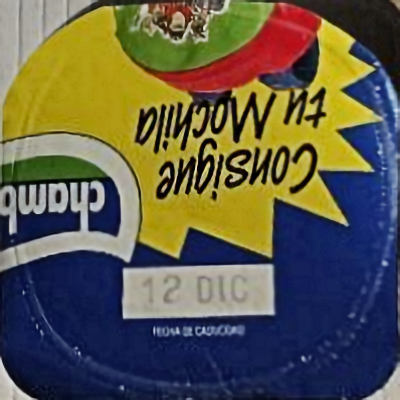 Consigue
tu Mochila
chamb
12 DIC
FECHA DE CADUCIDAD